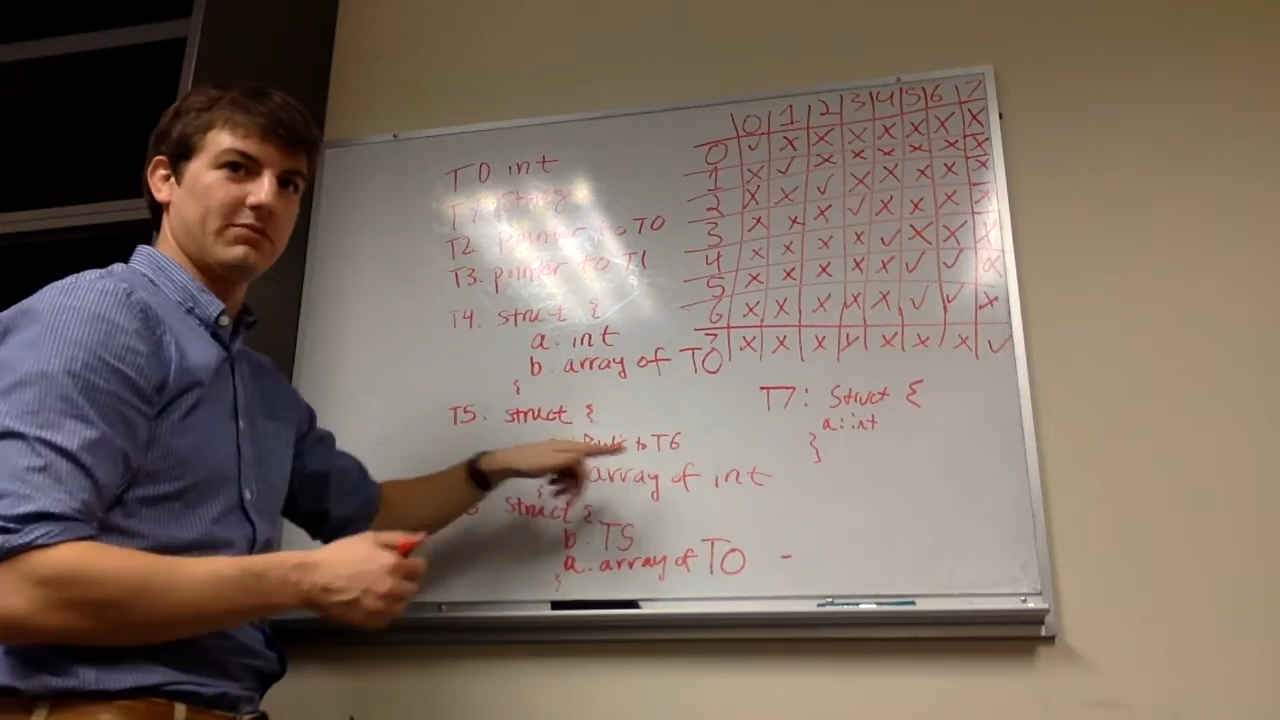 T0 int
T1 string
T2. pointer to T0
T3. pointer to T1
T4. struct {
a. int
b. array of T0
}
T5. struct {
to T6
array of int
}
struct {
b. T5
a. array of T0 -
}
0 1 2 3 4 5 6 7
0 ✓ x x x x x x x
1 x ✓ x x x x x x
2 x x ✓ x x x x x
3 x x x ✓ x x x x
4 x x x x ✓ x x x
5 x x x x x ✓ ✓ x
6 x x x x x ✓ ✓ x
7 x x x x x x x ✓
T7: Struct {
a: int
}